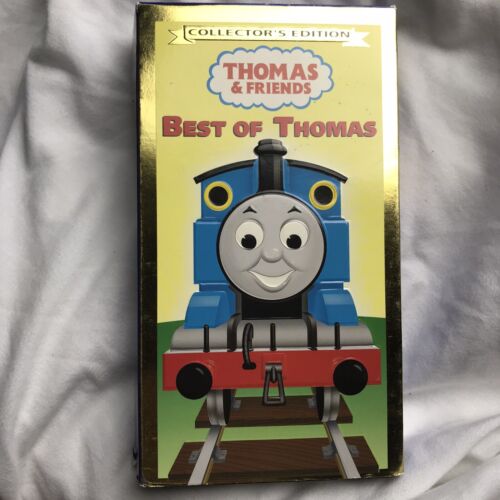 COLLECTOR'S EDITION
THOMAS
& FRIENDS
BEST OF THOMAS